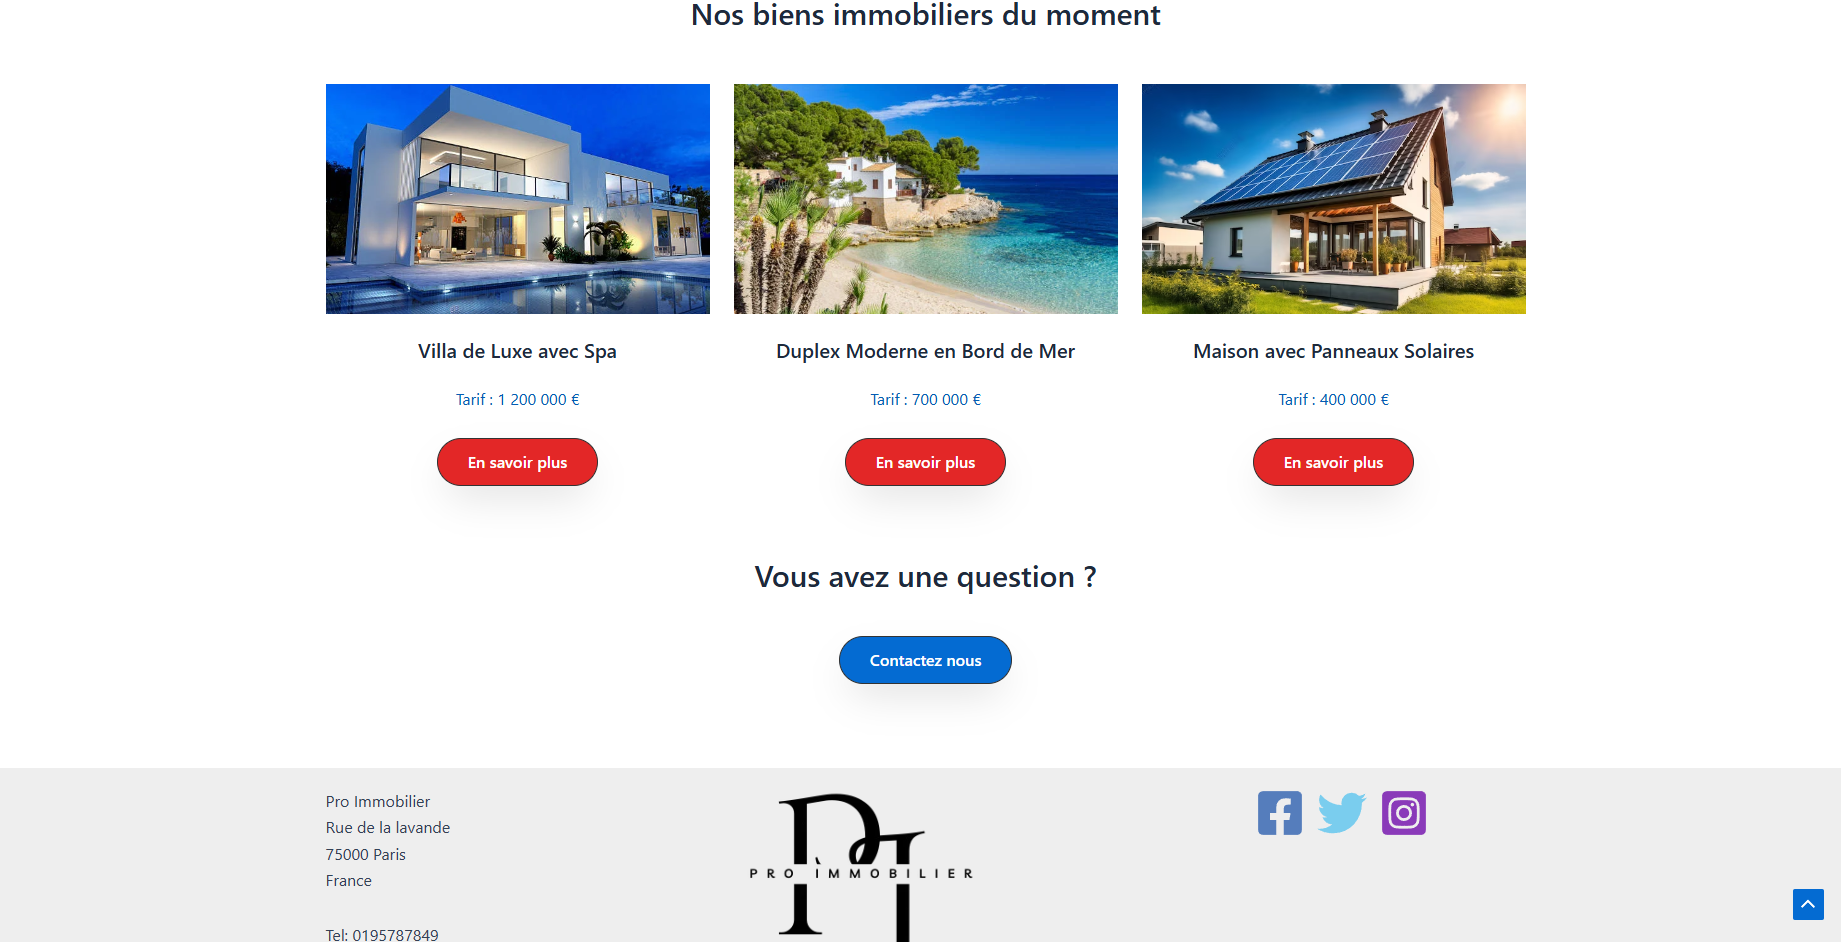 Nos biens immobiliers du moment
Villa de Luxe avec Spa
Tarif : 1 200 000 €
En savoir plus
Duplex Moderne en Bord de Mer
Tarif : 700 000 €
En savoir plus
Maison avec Panneaux Solaires
Tarif : 400 000 €
En savoir plus
Vous avez une question ?
Contactez nous
Pro Immobilier
Rue de la lavande
75000 Paris
France
Tel: 0195787849
PI
PRO IMMOBILIER